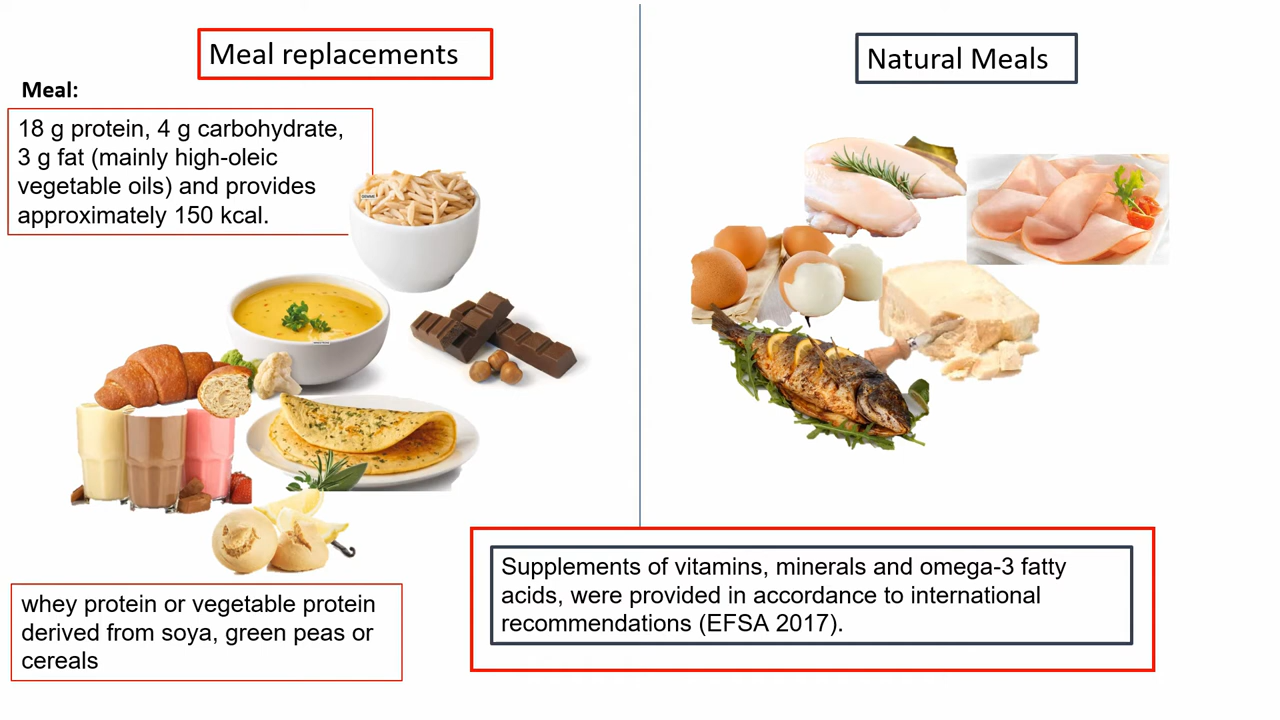 Meal replacements
Natural Meals
Meal:
18 g protein, 4 g carbohydrate,
3 g fat (mainly high-oleic
vegetable oils) and provides
approximately 150 kcal.
whey protein or vegetable protein
derived from soya, green peas or
cereals
Supplements of vitamins, minerals and omega-3 fatty
acids, were provided in accordance to international
recommendations (EFSA 2017).